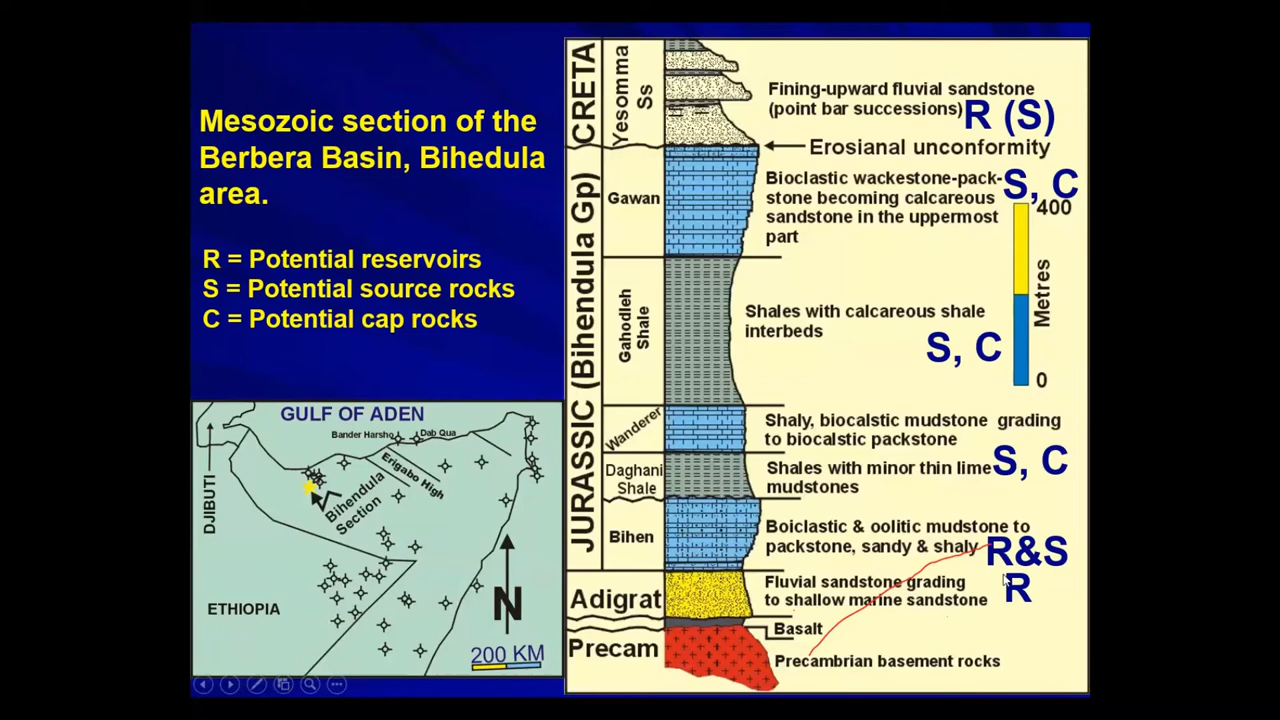 Mesozoic section of the
Berbera Basin, Bihedula
area.
R = Potential reservoirs
S = Potential source rocks
C = Potential cap rocks
GULF OF ADEN
Bander Harsho
Dab Qua
Erigabo High
Bihendula
Section
DJIBUTI
ETHIOPIA
N
200 KM
CRETA
JURASSIC (Bihendula Gp)
Yesomma
Ss
Fining-upward fluvial sandstone
(point bar successions)
R (S)
Erosianal unconformity
Gawan
Bioclastic wackestone-pack-
stone becoming calcareous
sandstone in the uppermost
part
S, C
400
Metres
0
Gahodleh
Shale
Shales with calcareous shale
interbeds
S, C
Wanderer
Shaly, biocalstic mudstone grading
to biocalstic packstone
S, C
Daghani
Shale
Shales with minor thin lime
mudstones
Bihen
Boiclastic & oolitic mudstone to
packstone, sandy & shaly
R&S
Adigrat
Fluvial sandstone grading
to shallow marine sandstone
R
Basalt
Precam
Precambrian basement rocks